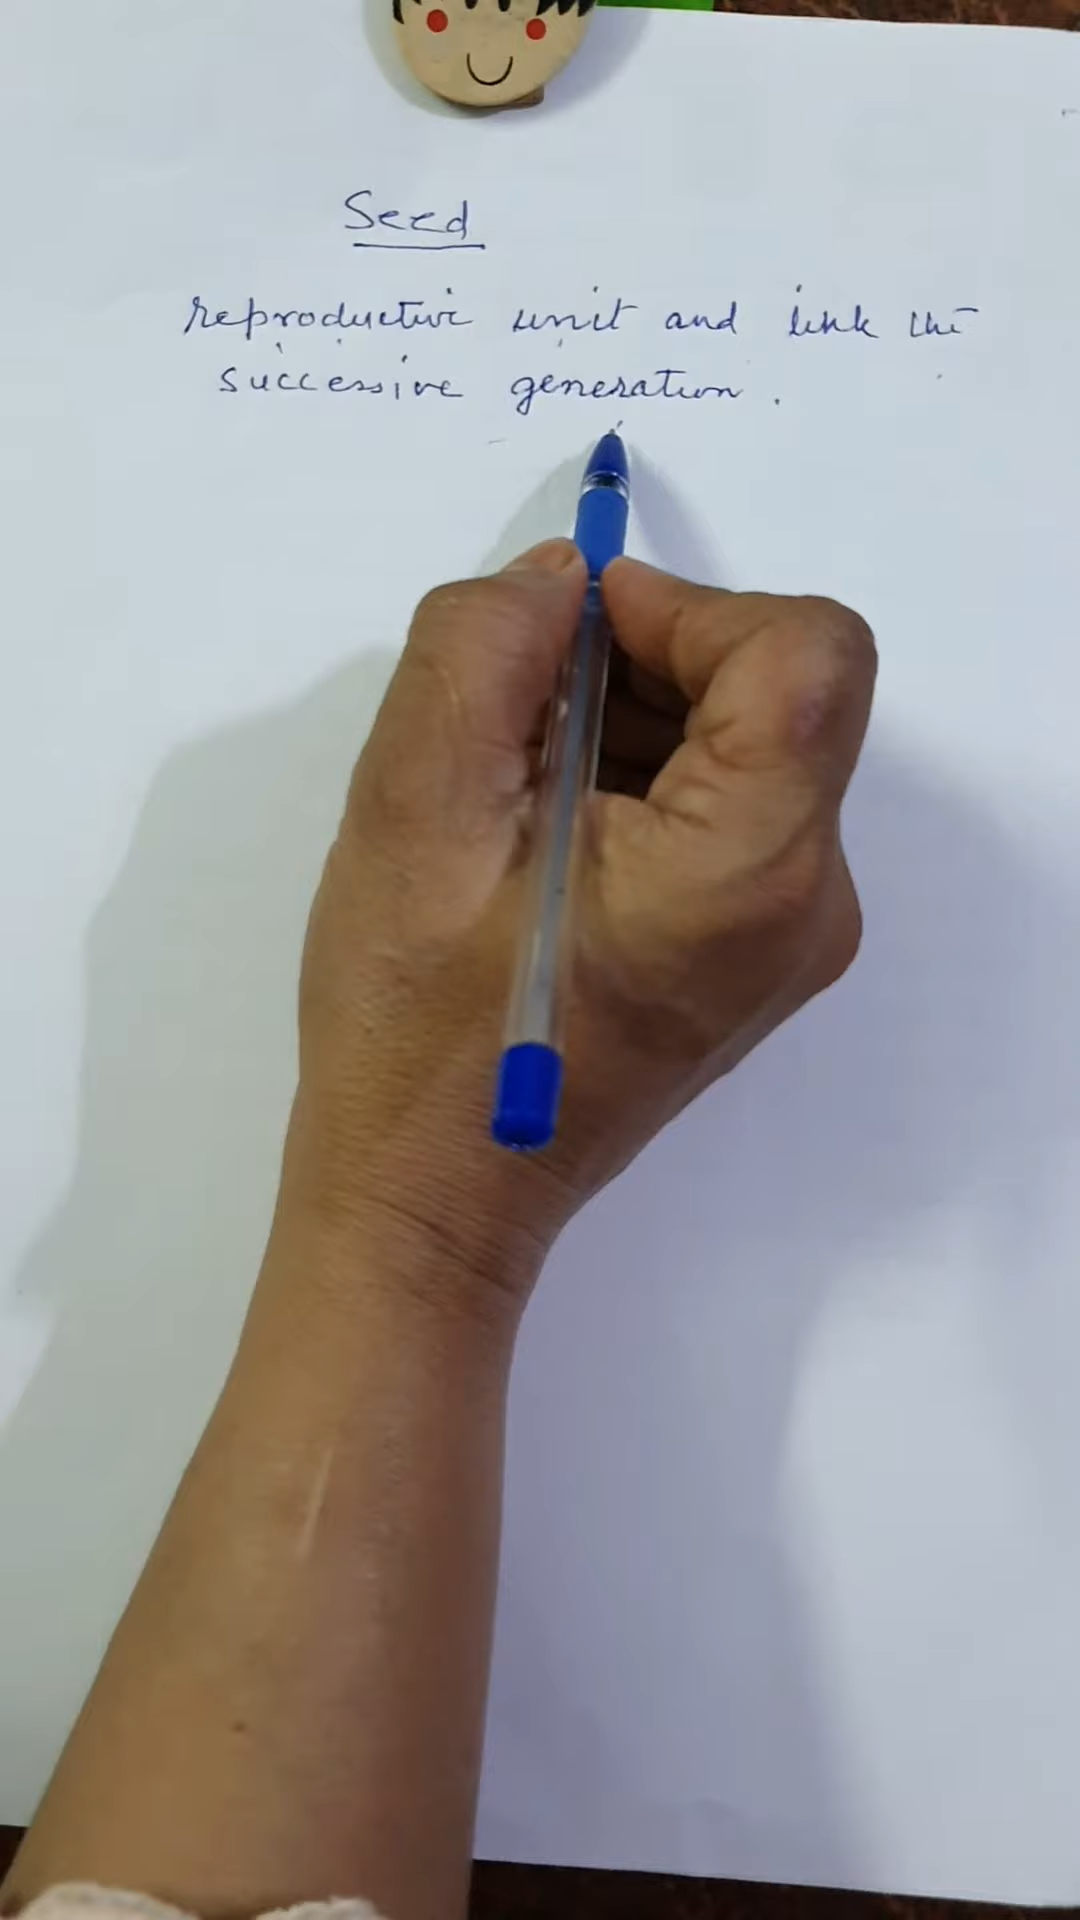 Seed
reproductive unit and link the
successive generation.